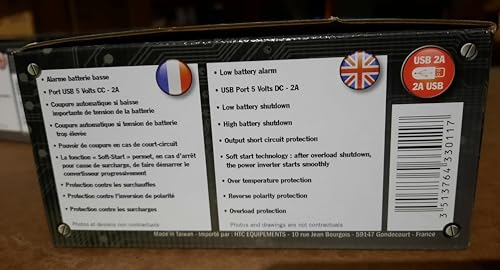 • Alarme batterie basse
• Port USB 5 Volts CC - 2A
• Coupure automatique si baisse
importante de tension de la batterie
• Coupure automatique si tension de batterie
trop élevée
• Pouvoir de coupure en cas de court-circuit
• La fonction « Soft-Start » permet, en cas d'arrêt
pour cause de surcharge, de faire démarrer le
convertisseur progressivement
• Protection contre les surchauffes
• Protection contre l'inversion de polarité
• Protection contre les surcharges
Photos et dessins non contractuels
• Low battery alarm
• USB Port 5 Volts DC - 2A
• Low battery shutdown
• High battery shutdown
• Output short circuit protection
• Soft start technology : after overload shutdown,
the power inverter starts smoothly
• Over temperature protection
• Reverse polarity protection
• Overload protection
Photos and drawings are not contractuals
USB 2A
2A USB
3 513764 330117
Made in Taiwan - Importé par : HTC EQUIPEMENTS - 10 rue Jean Bourgois - 59147 Gondecourt - France